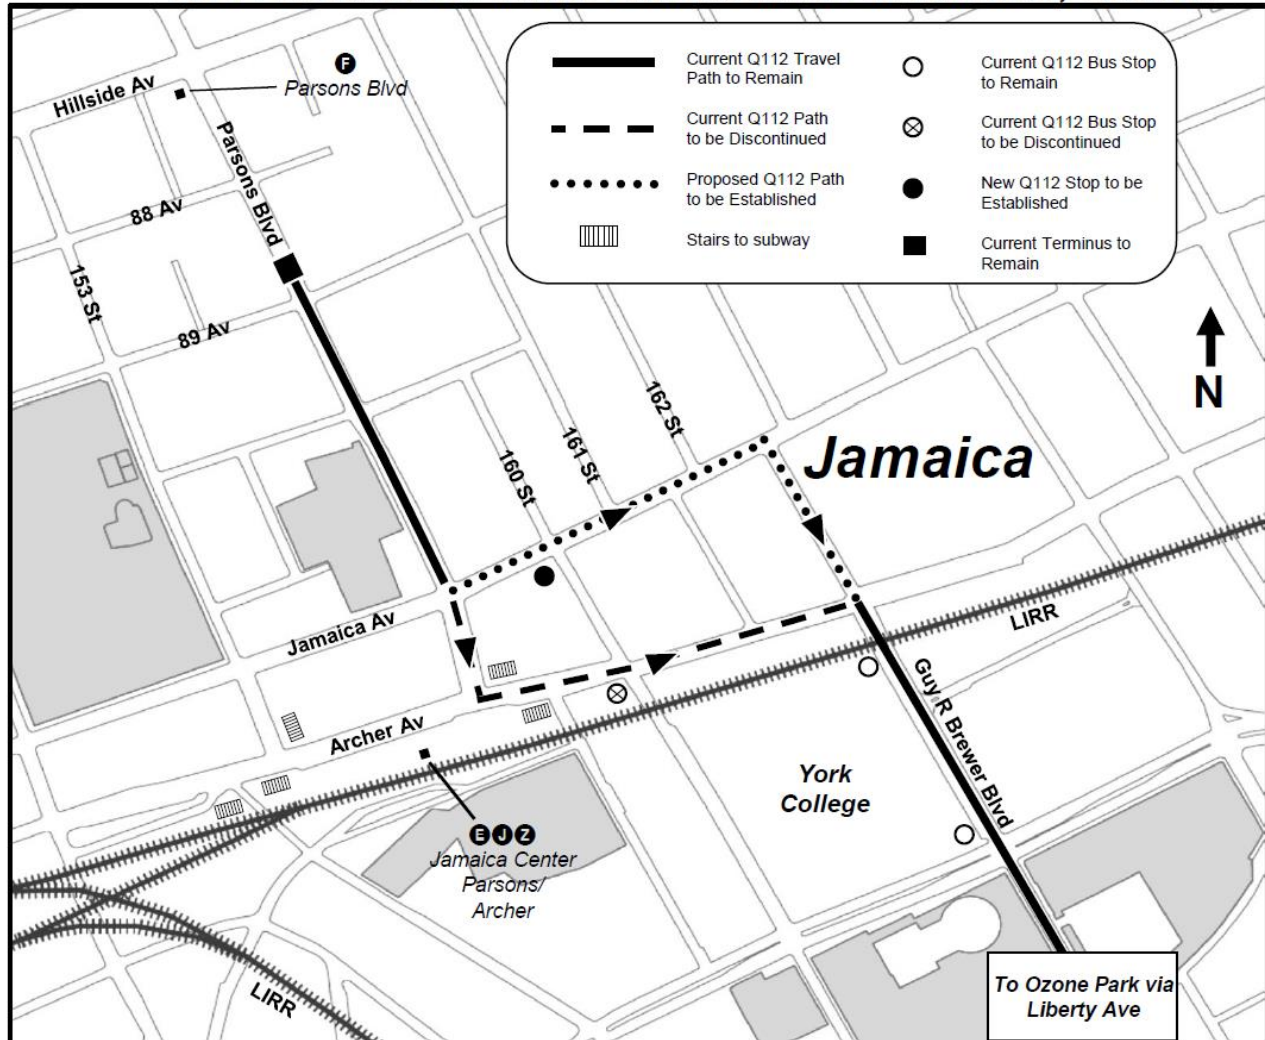 Current Q112 Travel
Path to Remain
Current Q112 Path
to be Discontinued
Proposed Q112 Path
to be Established
Stairs to subway
Current Q112 Bus Stop
to Remain
Current Q112 Bus Stop
to be Discontinued
New Q112 Stop to be
Established
Current Terminus to
Remain
F
Parsons Blvd
Hillside Av
Parsons Blvd
88 Av
153 St
89 Av
N
162 St
161 St
160 St
Jamaica
Jamaica Av
LIRR
Archer Av
Guy R Brewer Blvd
York
College
E J Z
Jamaica Center
Parsons/
Archer
LIRR
To Ozone Park via
Liberty Ave